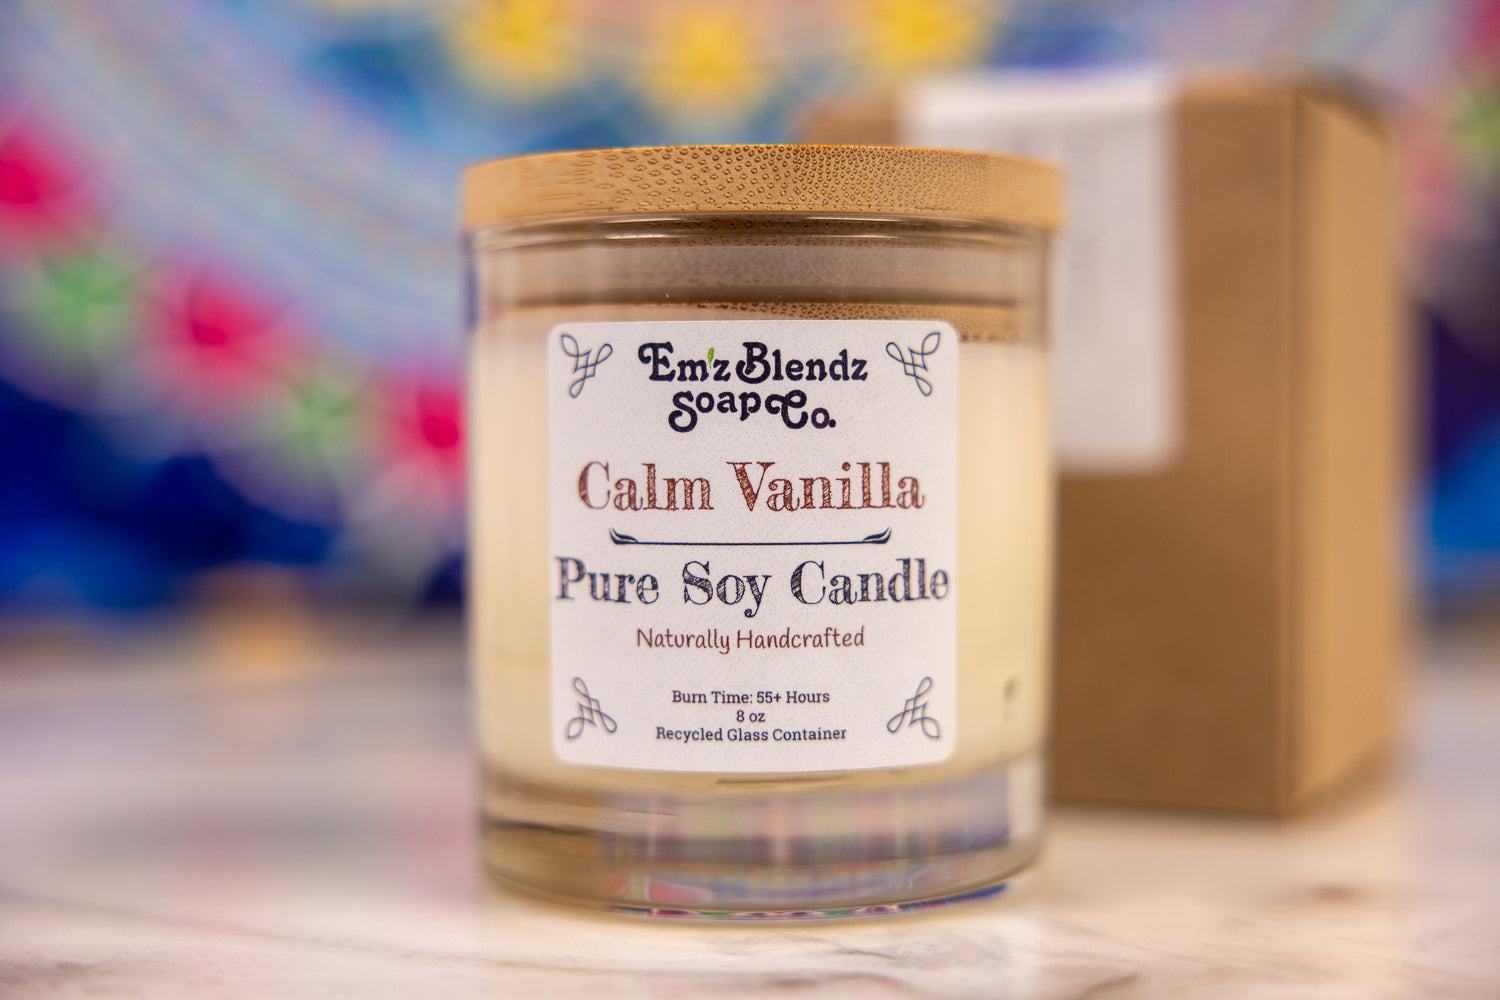 Em'z Blendz
Soap Co.
Calm Vanilla
Pure Soy Candle
Naturally Handcrafted
Burn Time: 55+ Hours
8 oz
Recycled Glass Container